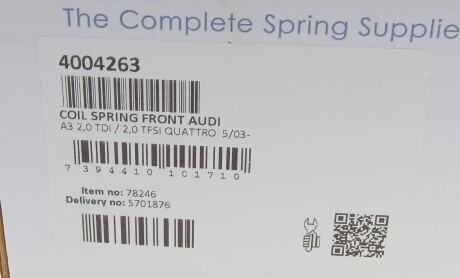 The Complete Spring Supplie
4004263
COIL SPRING FRONT AUDI
A3 2,0 TDI / 2,0 TFSI QUATTRO 5/03-
7 394410 101710
Item no: 78246
Delivery no: 5701876